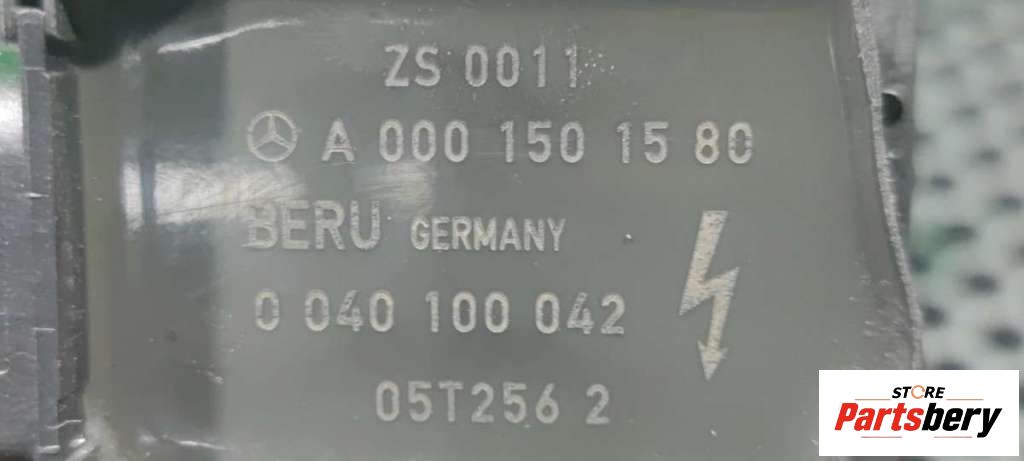 ZS 0011
A 000 150 15 80
BERU GERMANY
0 040 100 042
05T256 2
STORE
Partsbery